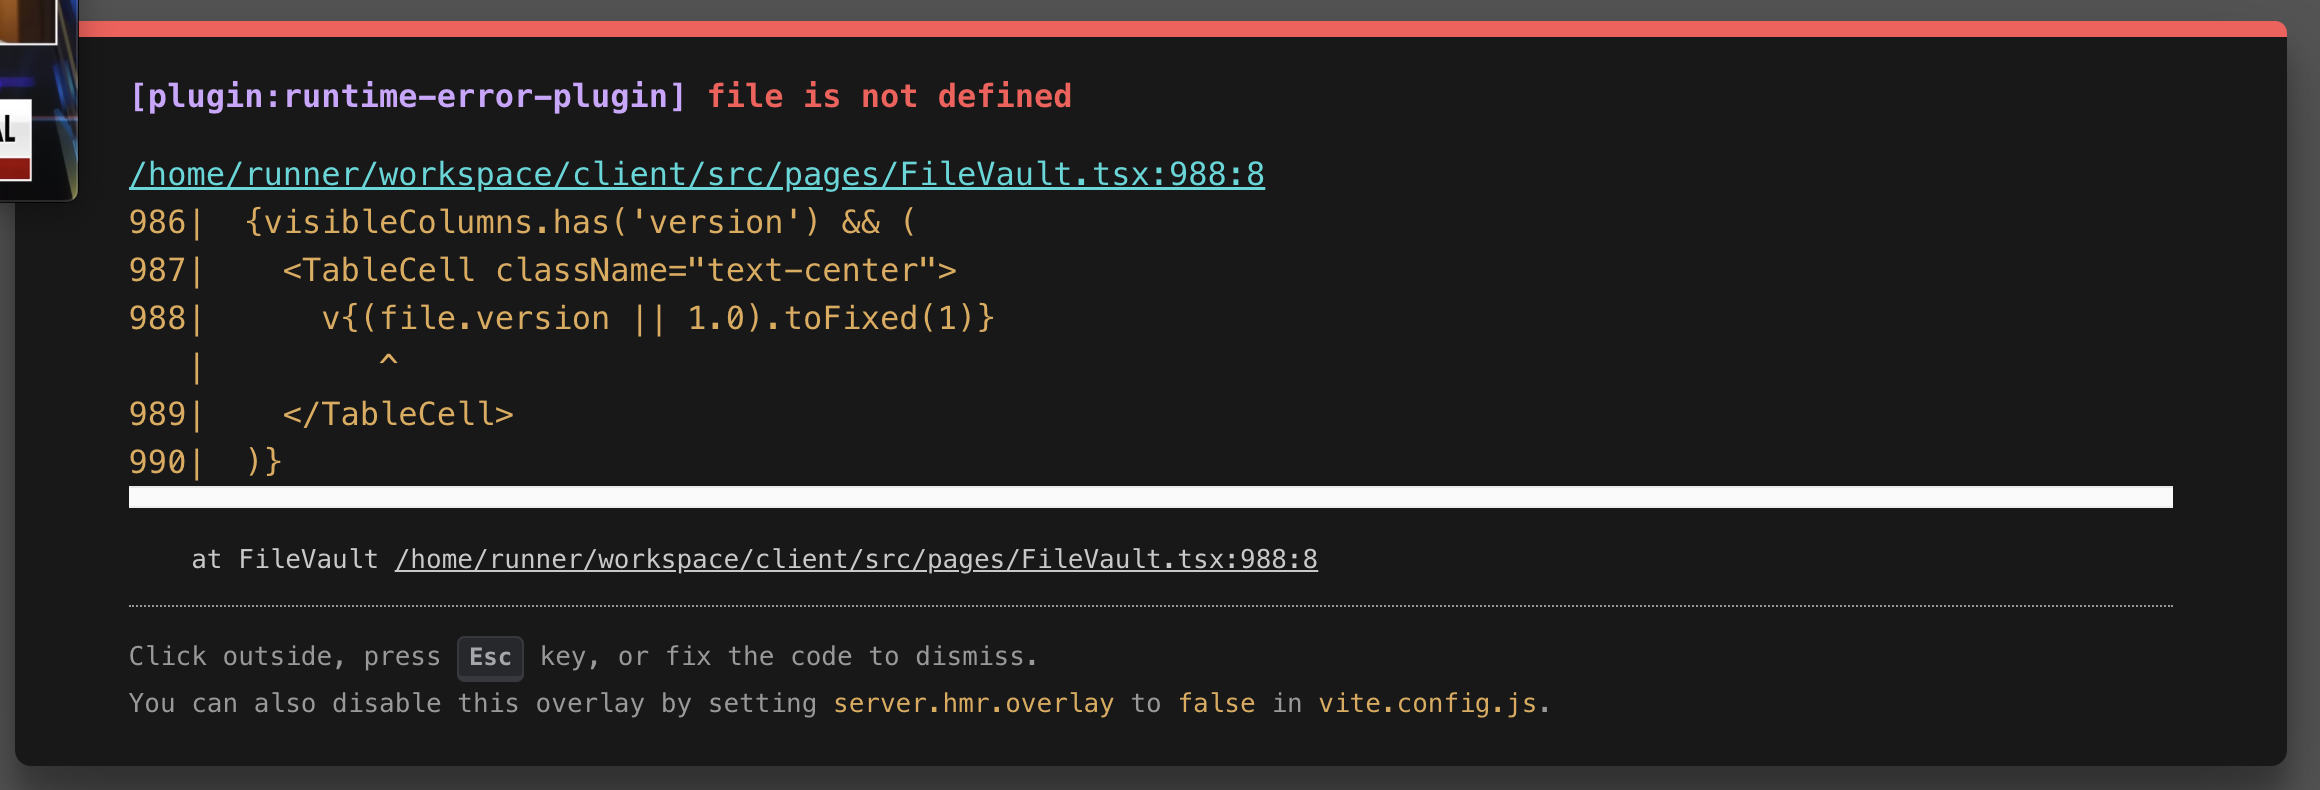 AL
[plugin:runtime-error-plugin] file is not defined
/home/runner/workspace/client/src/pages/FileVault.tsx:988:8
986|  {visibleColumns.has('version') && (
987|    <TableCell className="text-center">
988|      v{(file.version || 1.0).toFixed(1)}
   |         ^
989|    </TableCell>
990|  )}
at FileVault /home/runner/workspace/client/src/pages/FileVault.tsx:988:8
Click outside, press Esc key, or fix the code to dismiss.
You can also disable this overlay by setting server.hmr.overlay to false in vite.config.js.